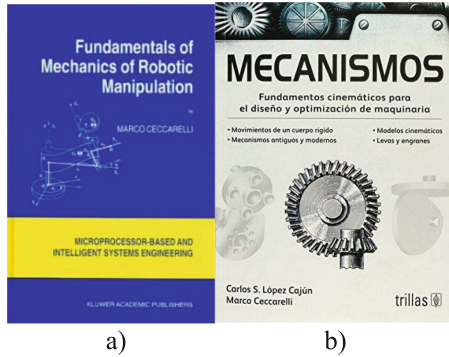 Fundamentals of
Mechanics of Robotic
Manipulation
by
MARCO CECCARELLI
MICROPROCESSOR-BASED AND
INTELLIGENT SYSTEMS ENGINEERING
KLUWER ACADEMIC PUBLISHERS
a)
MECANISMOS
Fundamentos cinemáticos para
el diseño y optimización de maquinaria
• Movimientos de un cuerpo rígido
• Mecanismos antiguos y modernos
• Modelos cinemáticos
• Levas y engranes
Carlos S. López Cajún
Marco Ceccarelli
trillas
b)